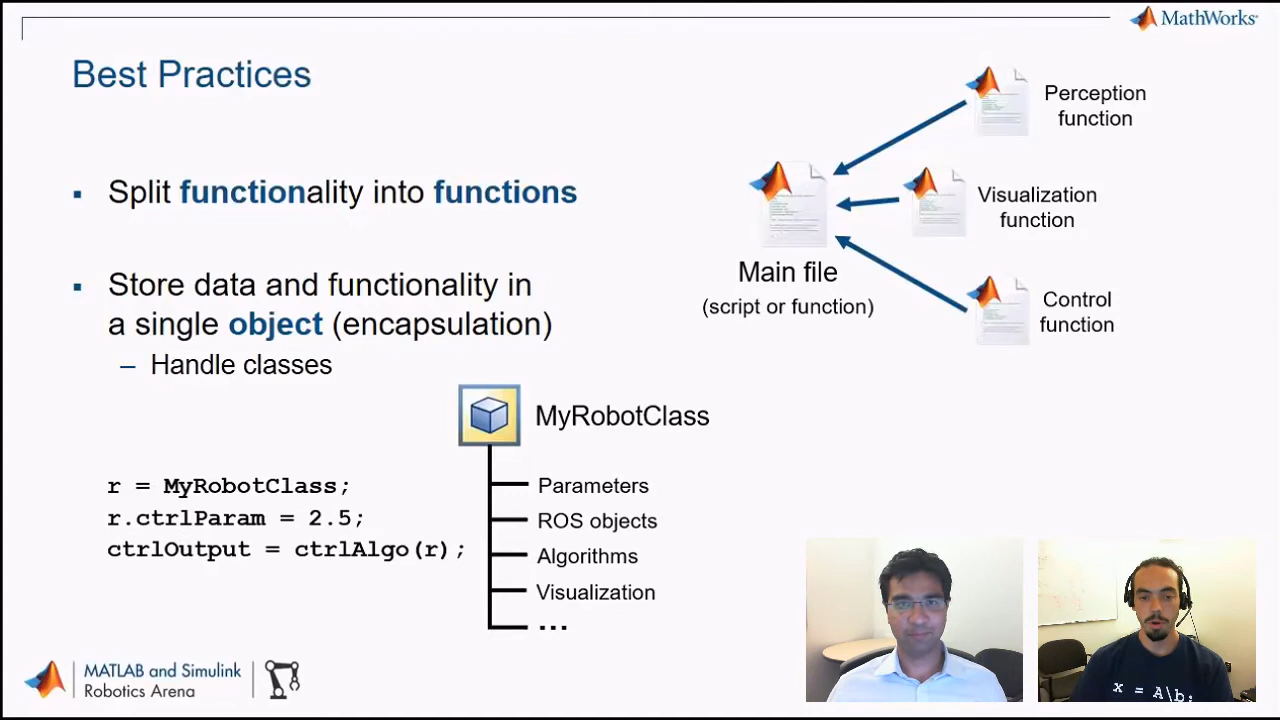 MathWorks
Best Practices
Split functionality into functions
Store data and functionality in
a single object (encapsulation)
– Handle classes
Perception
function
Visualization
function
Control
function
Main file
(script or function)
MyRobotClass
Parameters
ROS objects
Algorithms
Visualization
...
r = MyRobotClass;
r.ctrlParam = 2.5;
ctrlOutput = ctrlAlgo(r);
MATLAB and Simulink
Robotics Arena
x = A\b;